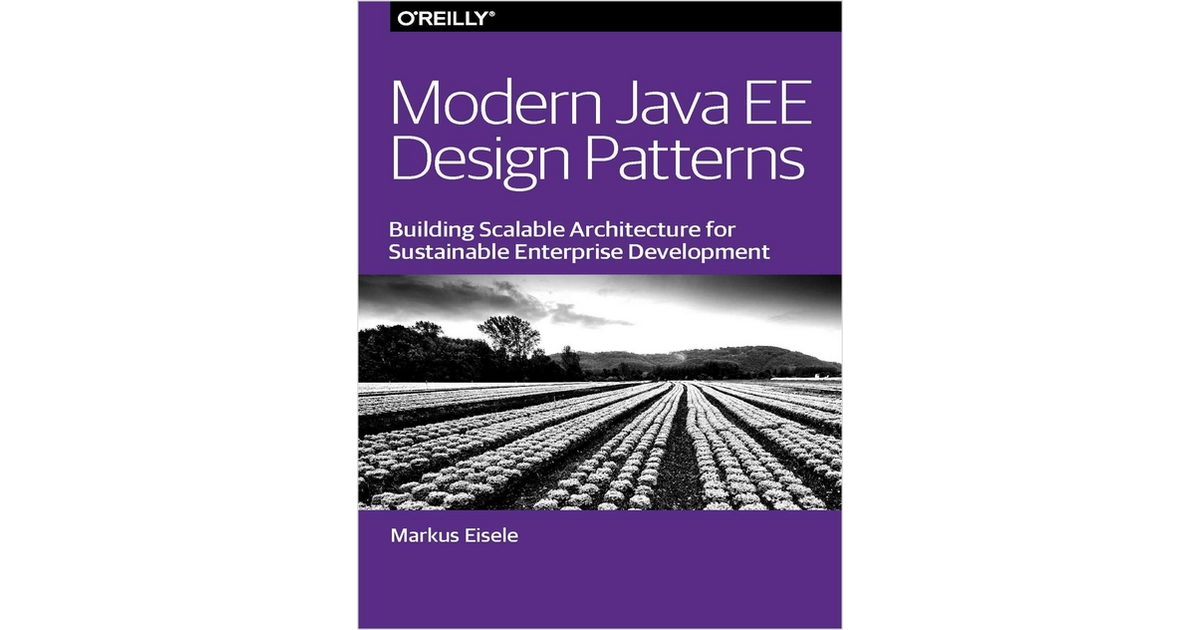 O'REILLY®
Modern Java EE
Design Patterns
Building Scalable Architecture for
Sustainable Enterprise Development
Markus Eisele